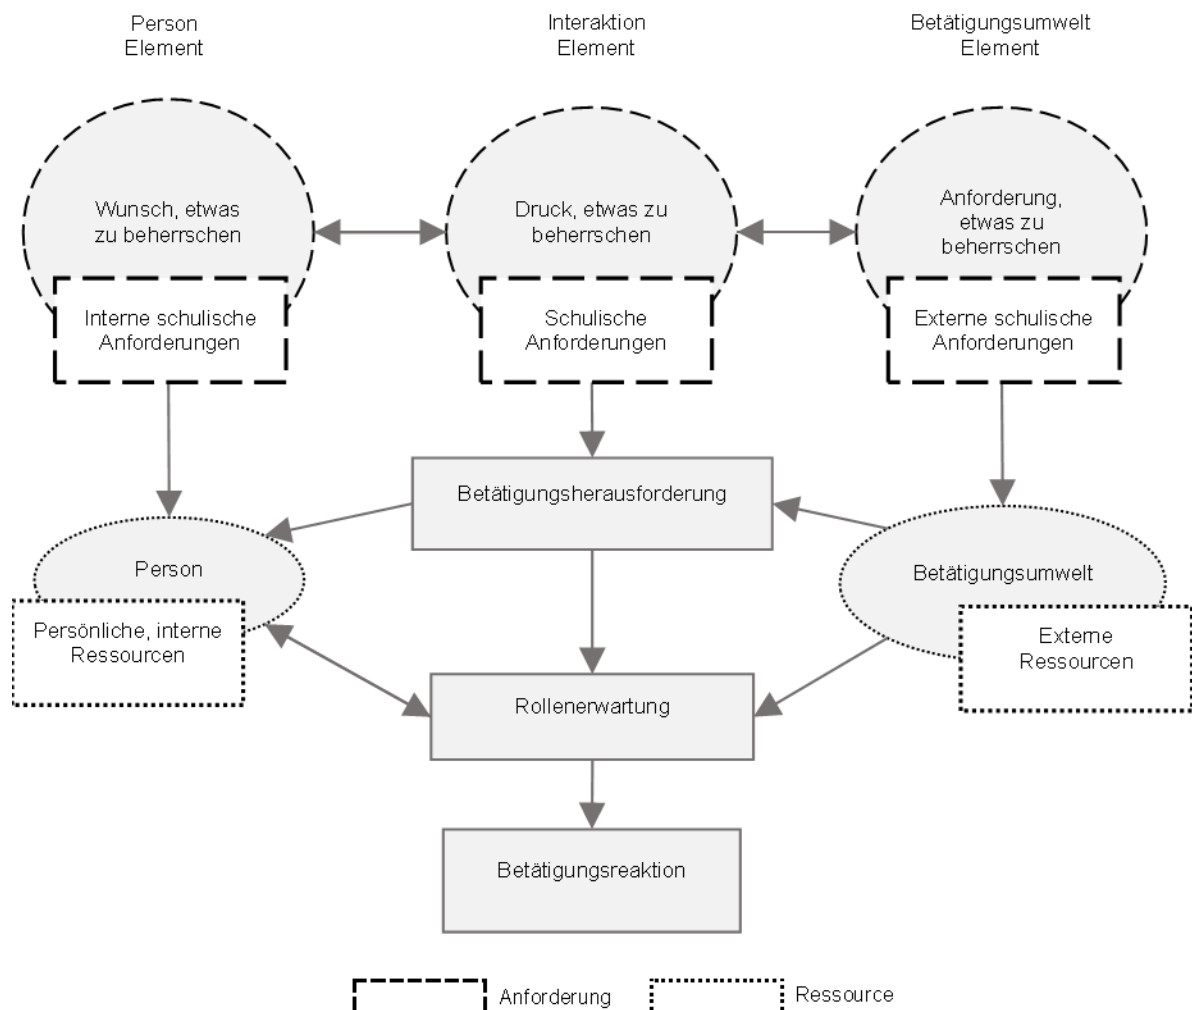 Person
Element
Interaktion
Element
Betätigungsumwelt
Element
Wunsch, etwas
zu beherrschen
Druck, etwas zu
beherrschen
Anforderung,
etwas zu
beherrschen
Interne schulische
Anforderungen
Schulische
Anforderungen
Externe schulische
Anforderungen
Betätigungsherausforderung
Person
Betätigungsumwelt
Persönliche, interne
Ressourcen
Externe
Ressourcen
Rollenerwartung
Betätigungsreaktion
Anforderung
Ressource